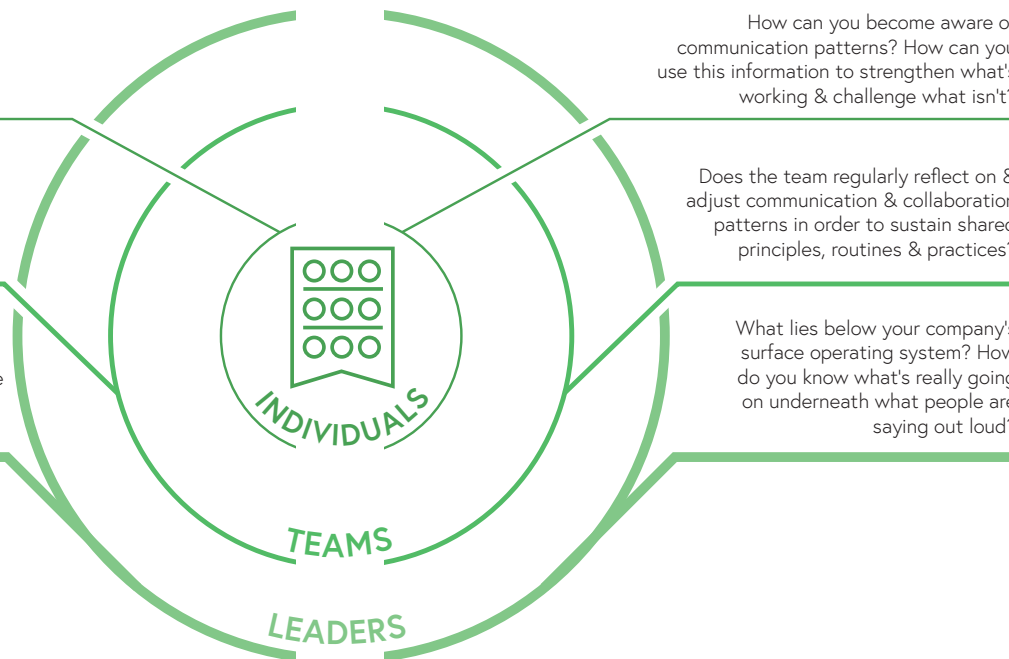 How can you become aware o
communication patterns? How can you
use this information to strengthen what's
working & challenge what isn't?
Does the team regularly reflect on &
adjust communication & collaboration
patterns in order to sustain shared
principles, routines & practices?
What lies below your company's
surface operating system? How
do you know what's really going
on underneath what people are
saying out loud?
e
INDIVIDUALS
TEAMS
LEADERS